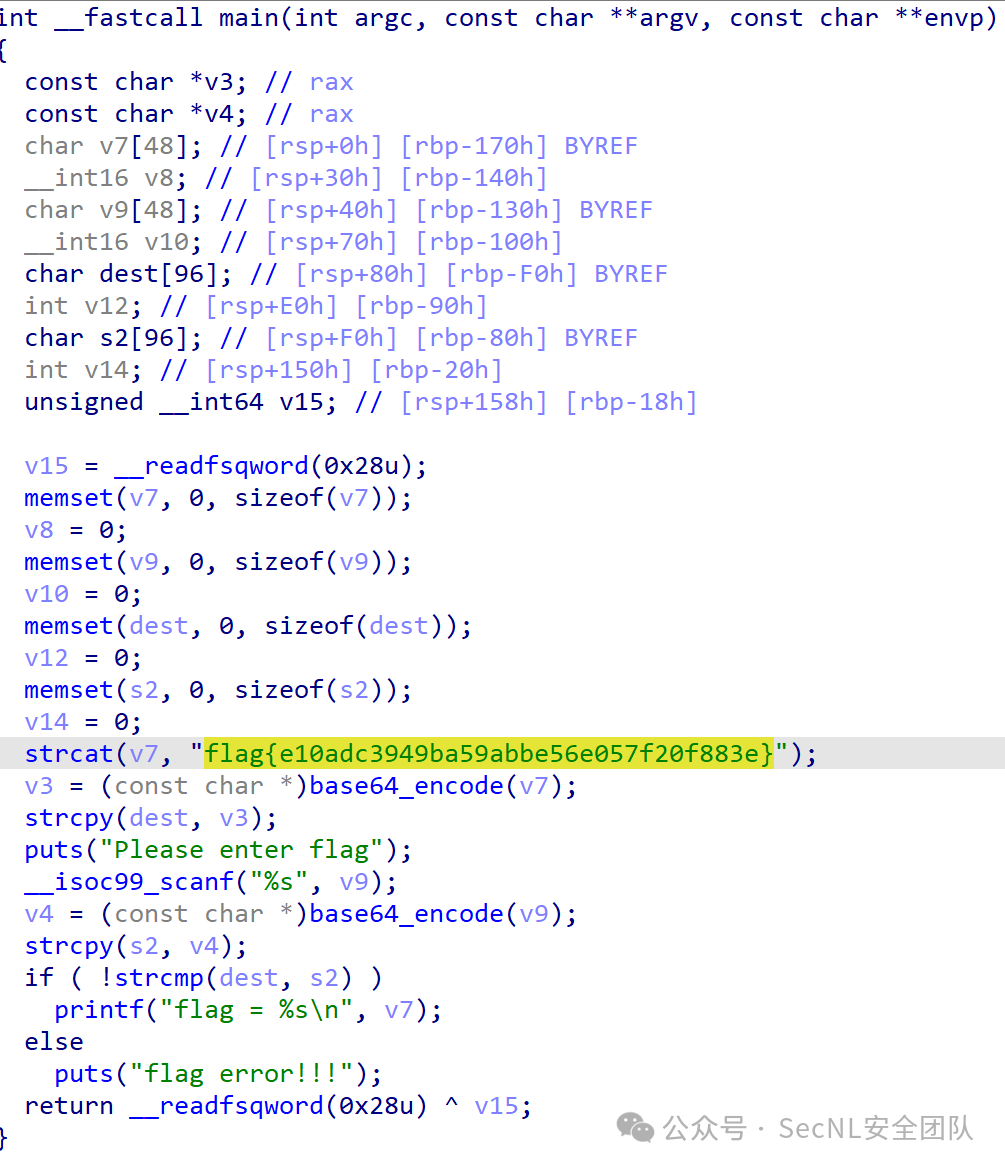 int __fastcall main(int argc, const char **argv, const char **envp)
{
  const char *v3; // rax
  const char *v4; // rax
  char v7[48]; // [rsp+0h] [rbp-170h] BYREF
  __int16 v8; // [rsp+30h] [rbp-140h]
  char v9[48]; // [rsp+40h] [rbp-130h] BYREF
  __int16 v10; // [rsp+70h] [rbp-100h]
  char dest[96]; // [rsp+80h] [rbp-F0h] BYREF
  int v12; // [rsp+E0h] [rbp-90h]
  char s2[96]; // [rsp+F0h] [rbp-80h] BYREF
  int v14; // [rsp+150h] [rbp-20h]
  unsigned __int64 v15; // [rsp+158h] [rbp-18h]

  v15 = __readfsqword(0x28u);
  memset(v7, 0, sizeof(v7));
  v8 = 0;
  memset(v9, 0, sizeof(v9));
  v10 = 0;
  memset(dest, 0, sizeof(dest));
  v12 = 0;
  memset(s2, 0, sizeof(s2));
  v14 = 0;
  strcat(v7, "flag{e10adc3949ba59abbe56e057f20f883e}");
  v3 = (const char *)base64_encode(v7);
  strcpy(dest, v3);
  puts("Please enter flag");
  __isoc99_scanf("%s", v9);
  v4 = (const char *)base64_encode(v9);
  strcpy(s2, v4);
  if ( !strcmp(dest, s2) )
    printf("flag = %s\n", v7);
  else
    puts("flag error!!!");
  return __readfsqword(0x28u) ^ v15;
}
公众号 · SecNL安全团队